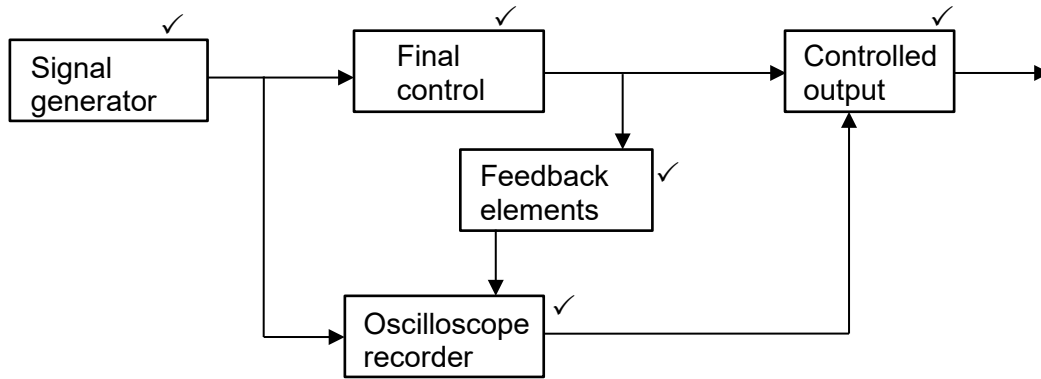 ✓
Signal
generator
✓
Final
control
✓
Controlled
output
✓
Feedback
elements
✓
Oscilloscope
recorder